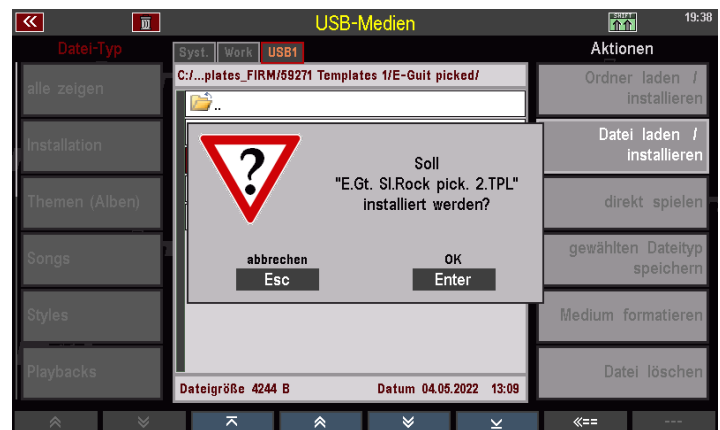 USB-Medien
SHIFT
19:38
Datei-Typ
Syst. Work USB1
Aktionen
C:/...plates_FIRM/59271 Templates 1/E-Guit picked/
..
alle zeigen
Installation
Themen (Alben)
Songs
Styles
Playbacks
Soll
"E.Gt. Sl.Rock pick. 2.TPL"
installiert werden?
abbrechen
Esc
OK
Enter
Ordner laden /
installieren
Datei laden /
installieren
direkt spielen
gewählten Dateityp
speichern
Medium formatieren
Datei löschen
Dateigröße 4244 B
Datum 04.05.2022 13:09
«==
---